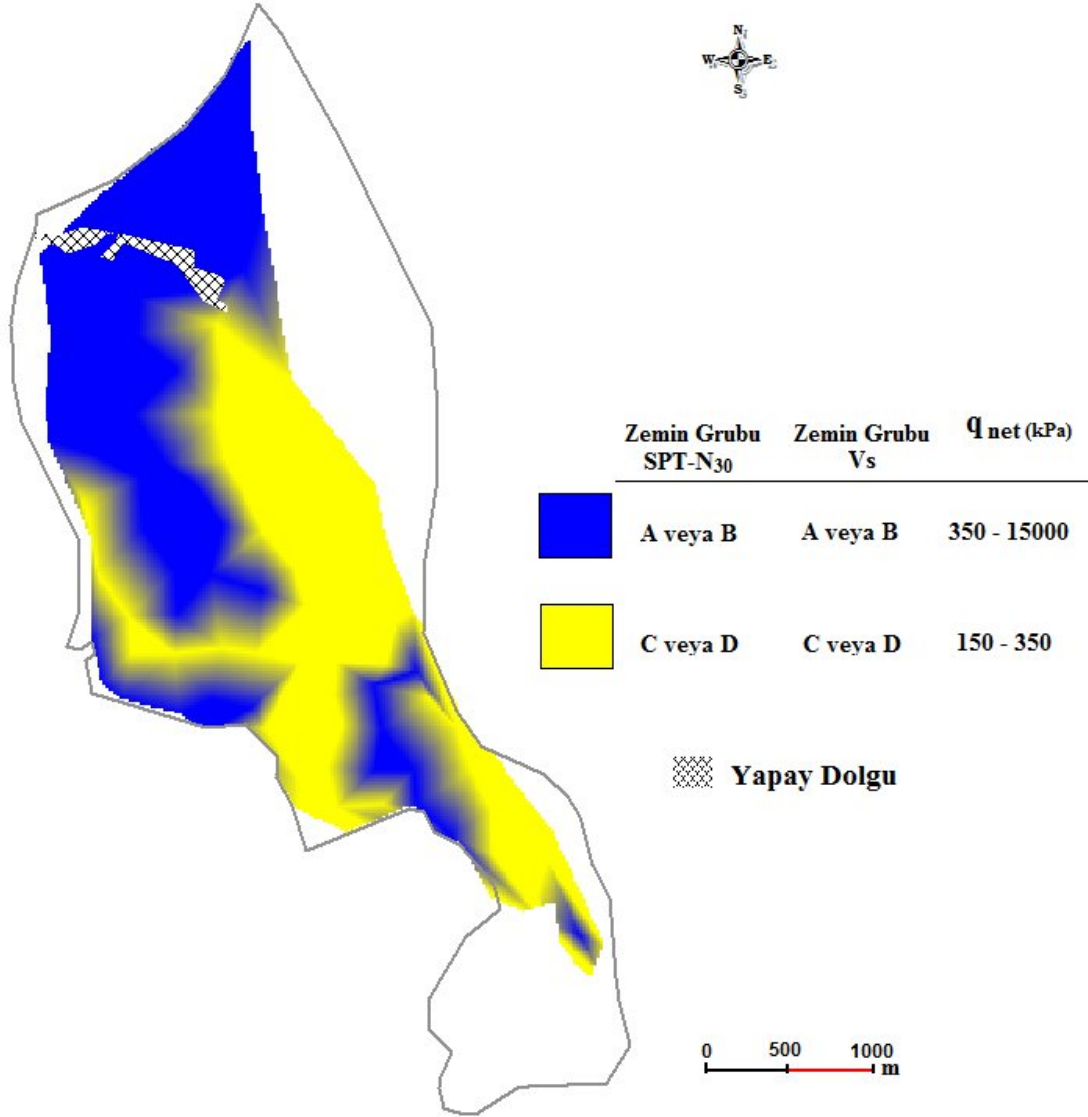 N
W E
S
Zemin Grubu Zemin Grubu q net (kPa)
SPT-N30 Vs
A veya B A veya B 350 - 15000
C veya D C veya D 150 - 350
Yapay Dolgu
0 500 1000
m